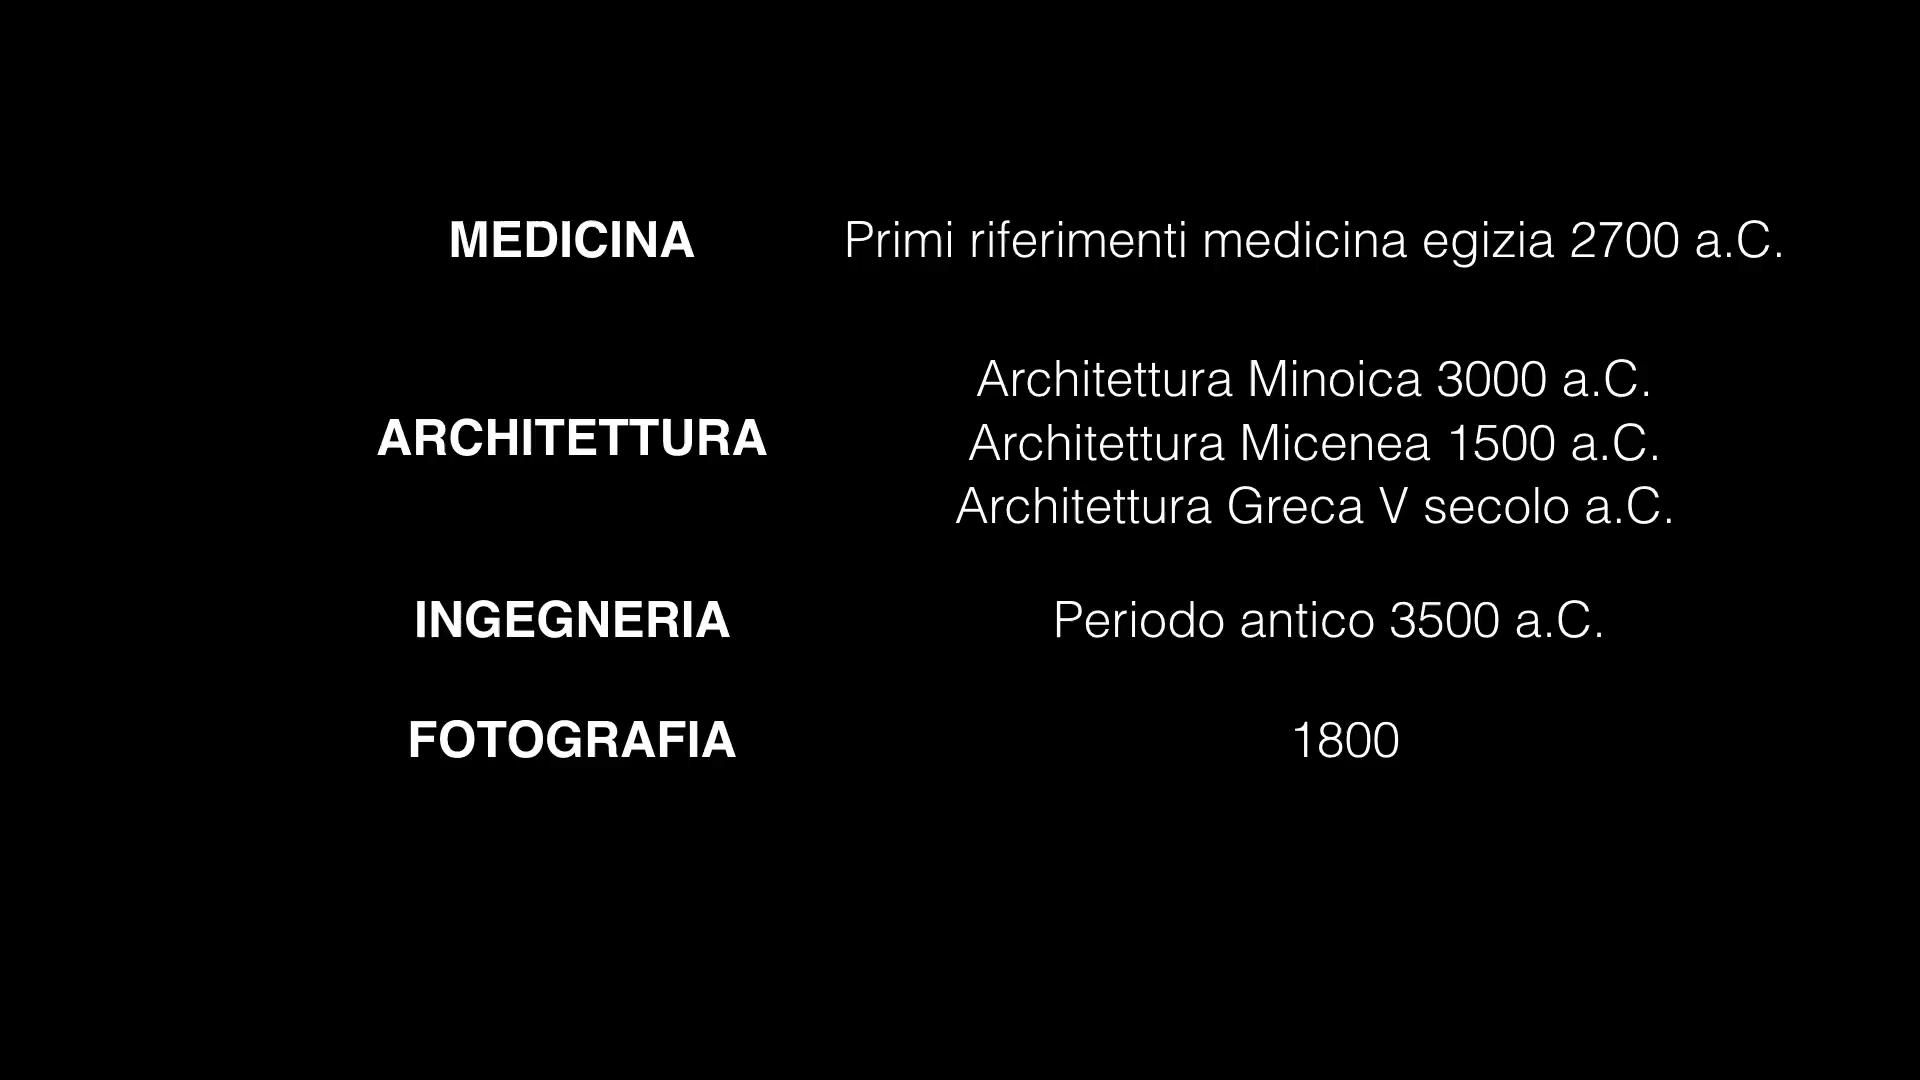 MEDICINA
Primi riferimenti medicina egizia 2700 a.C.
ARCHITETTURA
Architettura Minoica 3000 a.C.
Architettura Micenea 1500 a.C.
Architettura Greca V secolo a.C.
INGEGNERIA
Periodo antico 3500 a.C.
FOTOGRAFIA
1800